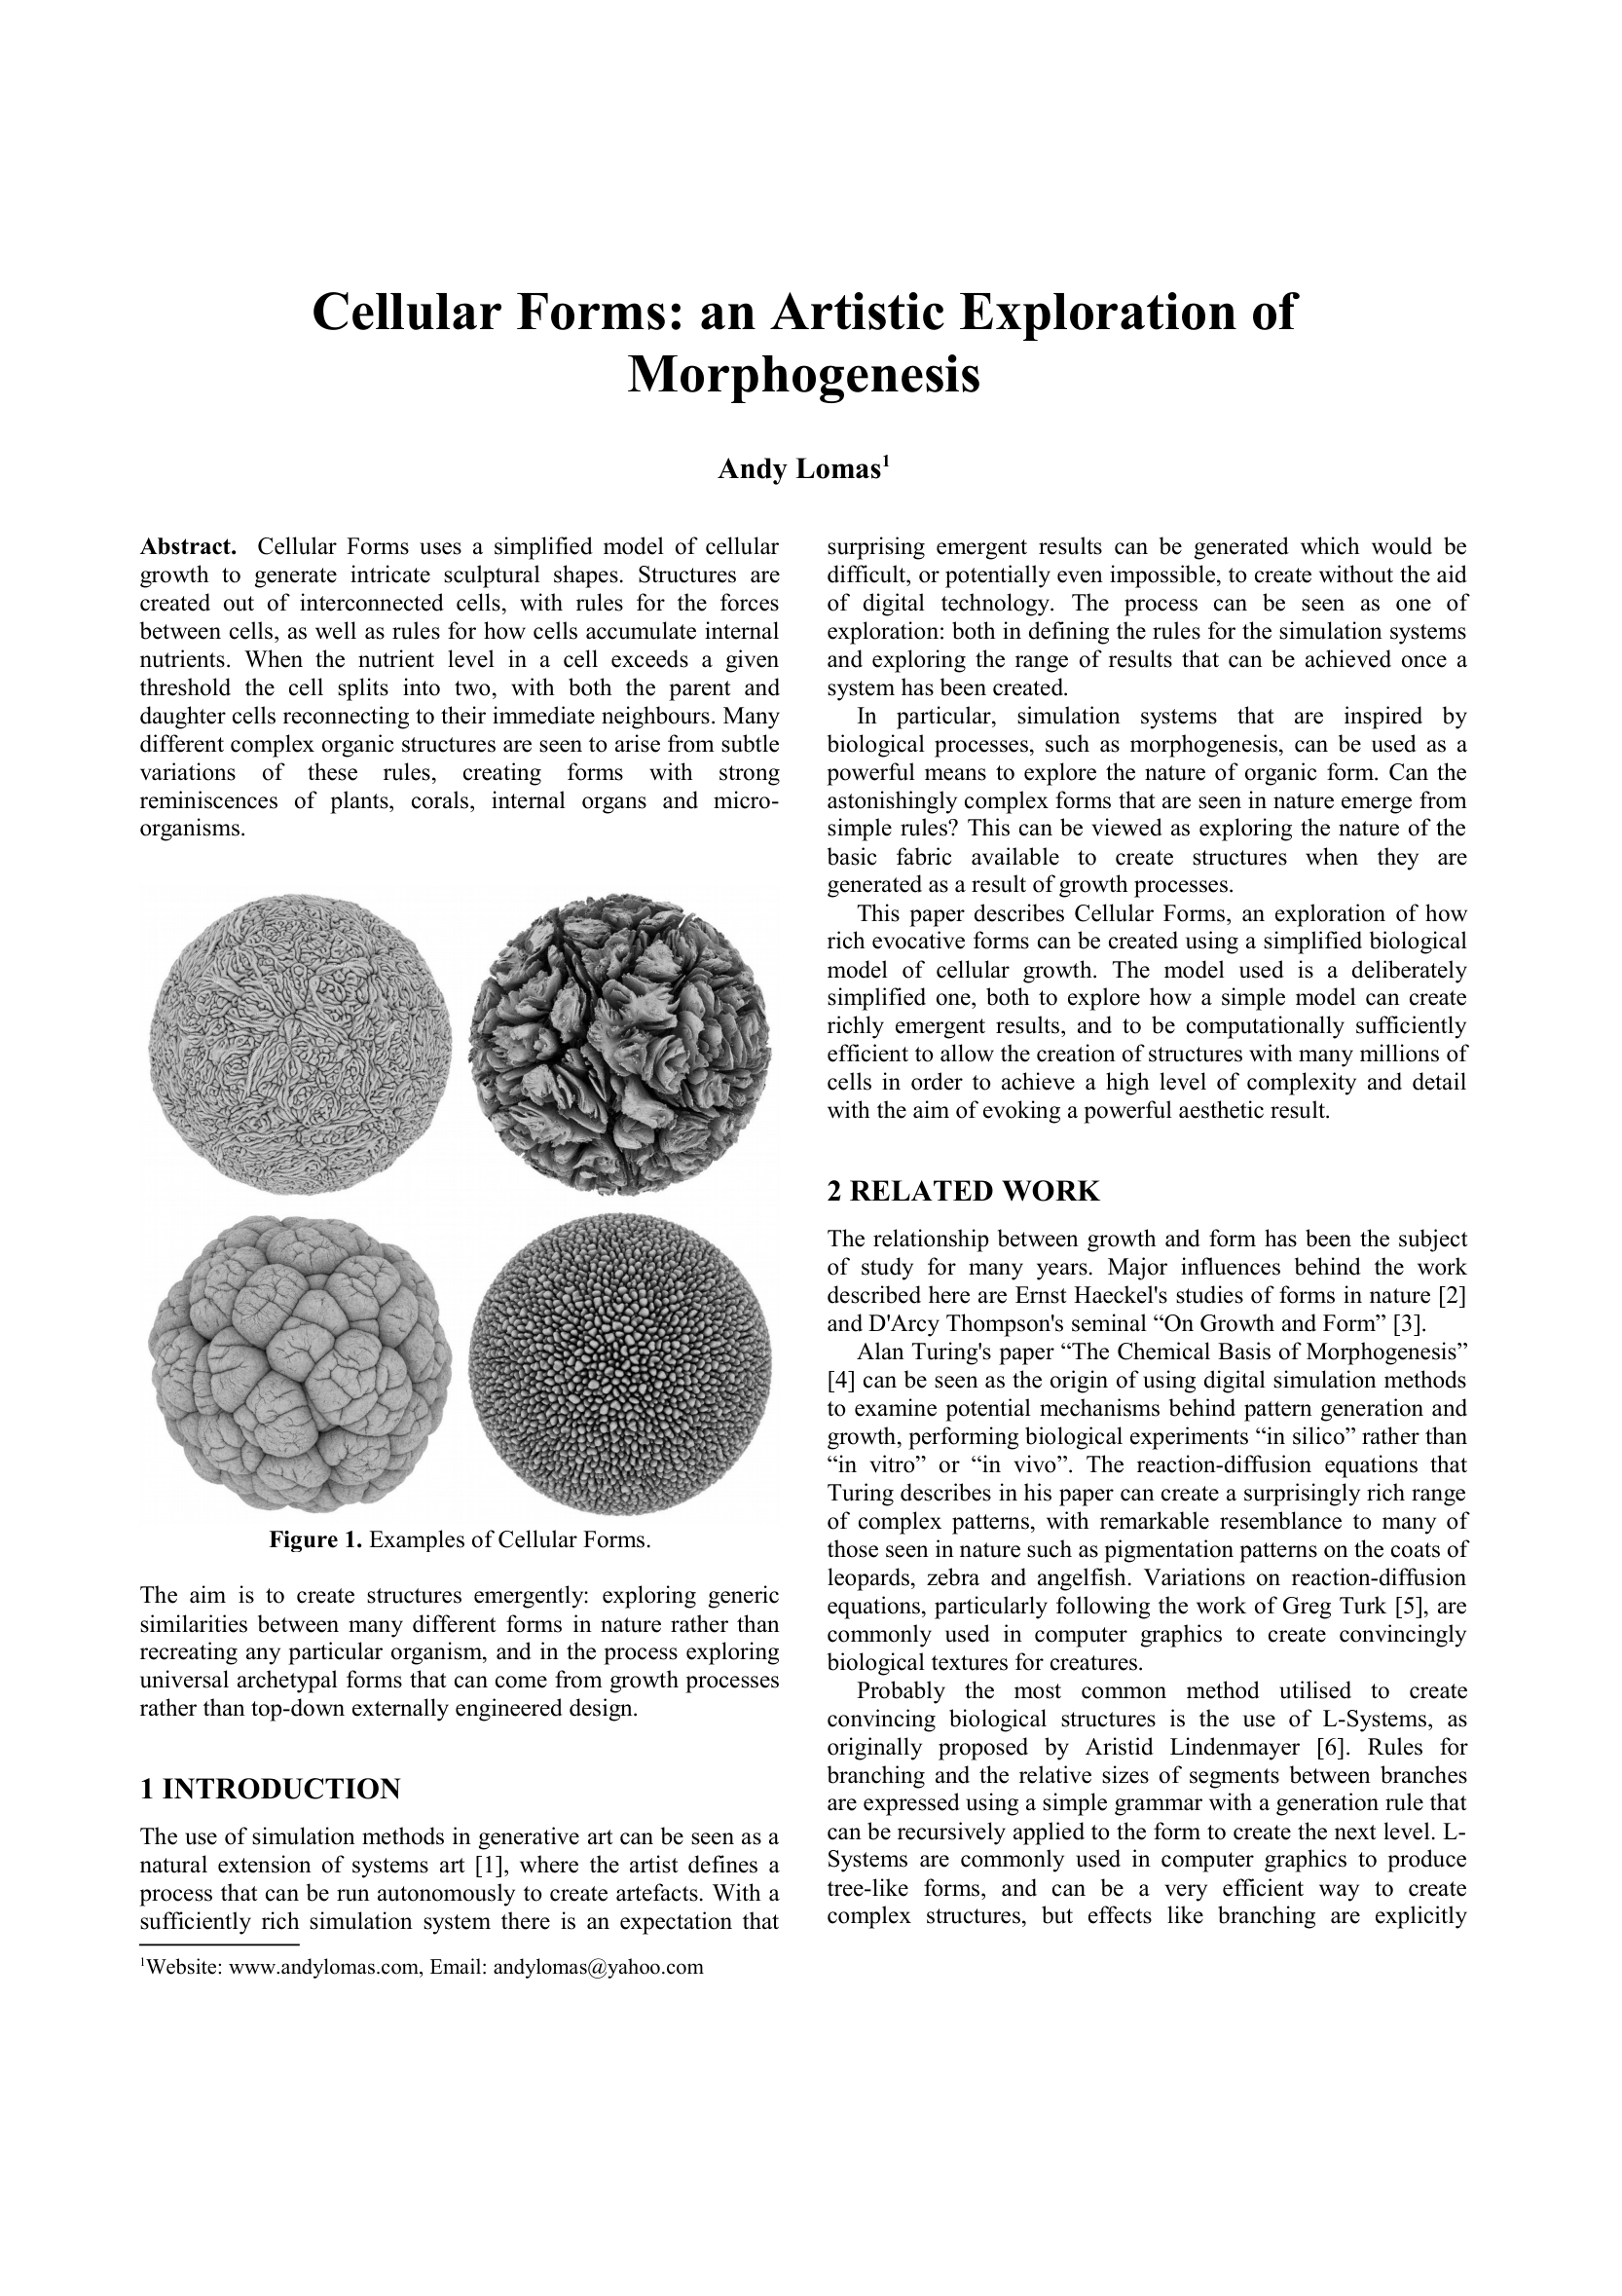 Cellular Forms: an Artistic Exploration of
Morphogenesis
Andy Lomas1
Abstract. Cellular Forms uses a simplified model of cellular
growth to generate intricate sculptural shapes. Structures are
created out of interconnected cells, with rules for the forces
between cells, as well as rules for how cells accumulate internal
nutrients. When the nutrient level in a cell exceeds a given
threshold the cell splits into two, with both the parent and
daughter cells reconnecting to their immediate neighbours. Many
different complex organic structures are seen to arise from subtle
variations of these rules, creating forms with strong
reminiscences of plants, corals, internal organs and micro-
organisms.
Figure 1. Examples of Cellular Forms.
The aim is to create structures emergently: exploring generic
similarities between many different forms in nature rather than
recreating any particular organism, and in the process exploring
universal archetypal forms that can come from growth processes
rather than top-down externally engineered design.
1 INTRODUCTION
The use of simulation methods in generative art can be seen as a
natural extension of systems art [1], where the artist defines a
process that can be run autonomously to create artefacts. With a
sufficiently rich simulation system there is an expectation that
1Website: www.andylomas.com, Email: andylomas@yahoo.com
surprising emergent results can be generated which would be
difficult, or potentially even impossible, to create without the aid
of digital technology. The process can be seen as one of
exploration: both in defining the rules for the simulation systems
and exploring the range of results that can be achieved once a
system has been created.
In particular, simulation systems that are inspired by
biological processes, such as morphogenesis, can be used as a
powerful means to explore the nature of organic form. Can the
astonishingly complex forms that are seen in nature emerge from
simple rules? This can be viewed as exploring the nature of the
basic fabric available to create structures when they are
generated as a result of growth processes.
This paper describes Cellular Forms, an exploration of how
rich evocative forms can be created using a simplified biological
model of cellular growth. The model used is a deliberately
simplified one, both to explore how a simple model can create
richly emergent results, and to be computationally sufficiently
efficient to allow the creation of structures with many millions of
cells in order to achieve a high level of complexity and detail
with the aim of evoking a powerful aesthetic result.
2 RELATED WORK
The relationship between growth and form has been the subject
of study for many years. Major influences behind the work
described here are Ernst Haeckel's studies of forms in nature [2]
and D'Arcy Thompson's seminal “On Growth and Form” [3].
Alan Turing's paper “The Chemical Basis of Morphogenesis”
[4] can be seen as the origin of using digital simulation methods
to examine potential mechanisms behind pattern generation and
growth, performing biological experiments “in silico” rather than
“in vitro” or “in vivo”. The reaction-diffusion equations that
Turing describes in his paper can create a surprisingly rich range
of complex patterns, with remarkable resemblance to many of
those seen in nature such as pigmentation patterns on the coats of
leopards, zebra and angelfish. Variations on reaction-diffusion
equations, particularly following the work of Greg Turk [5], are
commonly used in computer graphics to create convincingly
biological textures for creatures.
Probably the most common method utilised to create
convincing biological structures is the use of L-Systems, as
originally proposed by Aristid Lindenmayer [6]. Rules for
branching and the relative sizes of segments between branches
are expressed using a simple grammar with a generation rule that
can be recursively applied to the form to create the next level. L-
Systems are commonly used in computer graphics to produce
tree-like forms, and can be a very efficient way to create
complex structures, but effects like branching are explicitly